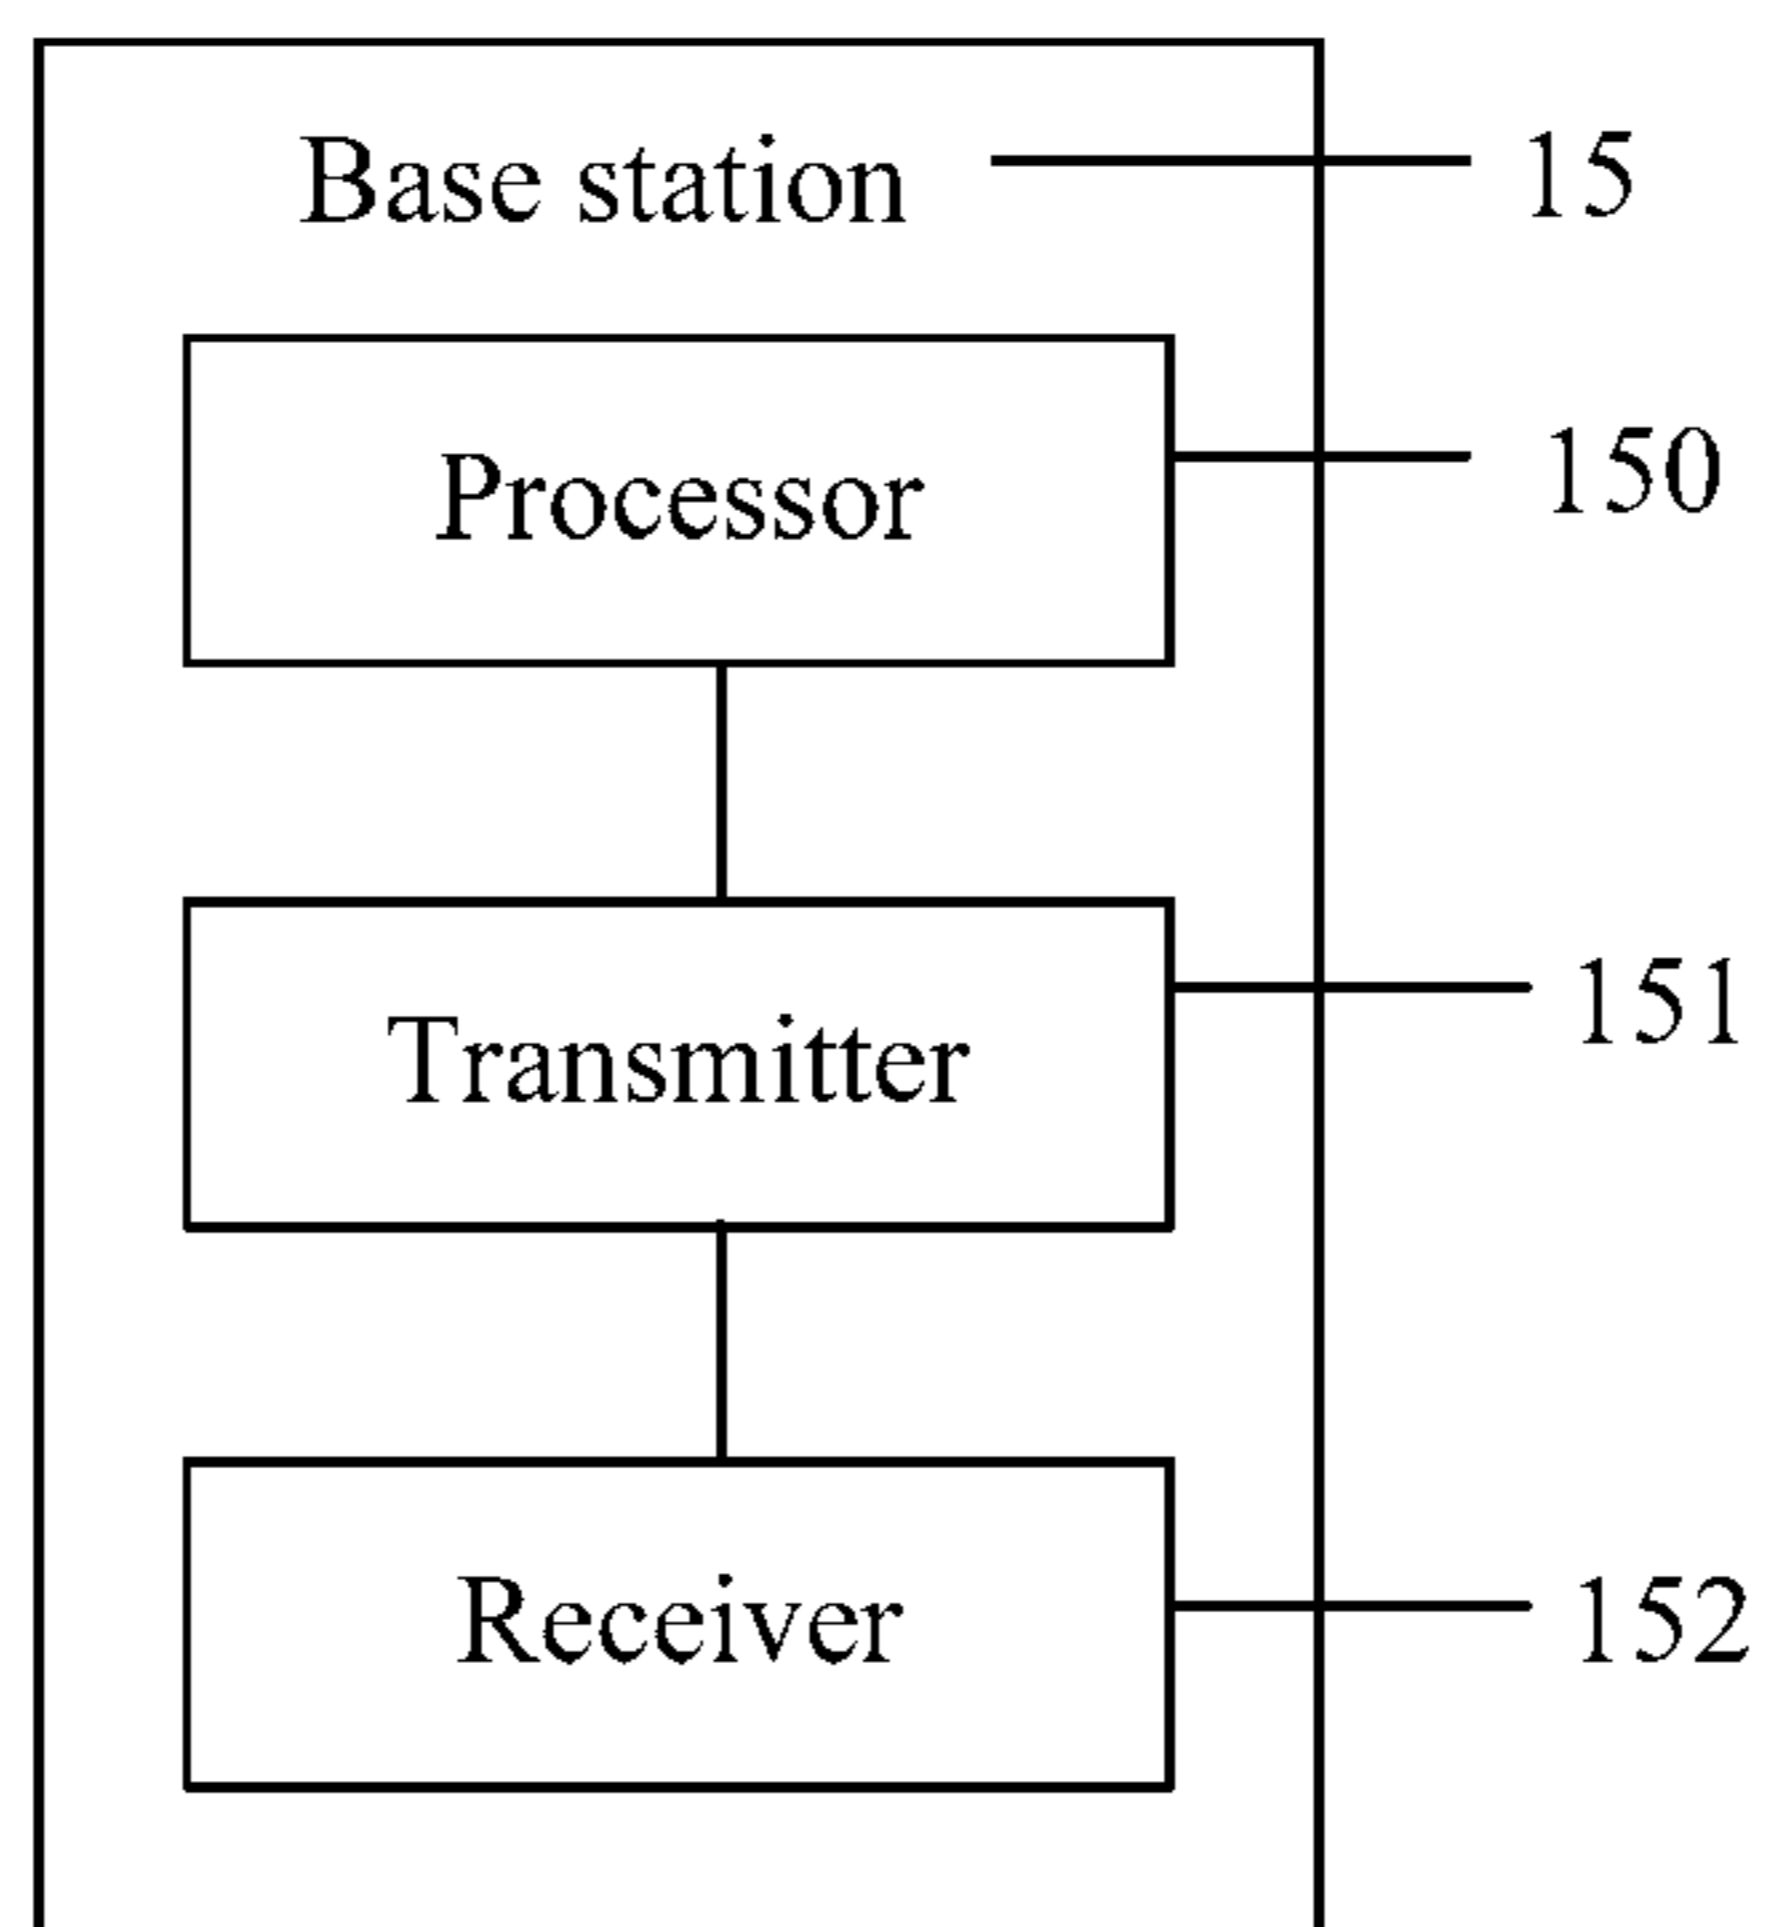 Base station 15
Processor 150
Transmitter 151
Receiver 152